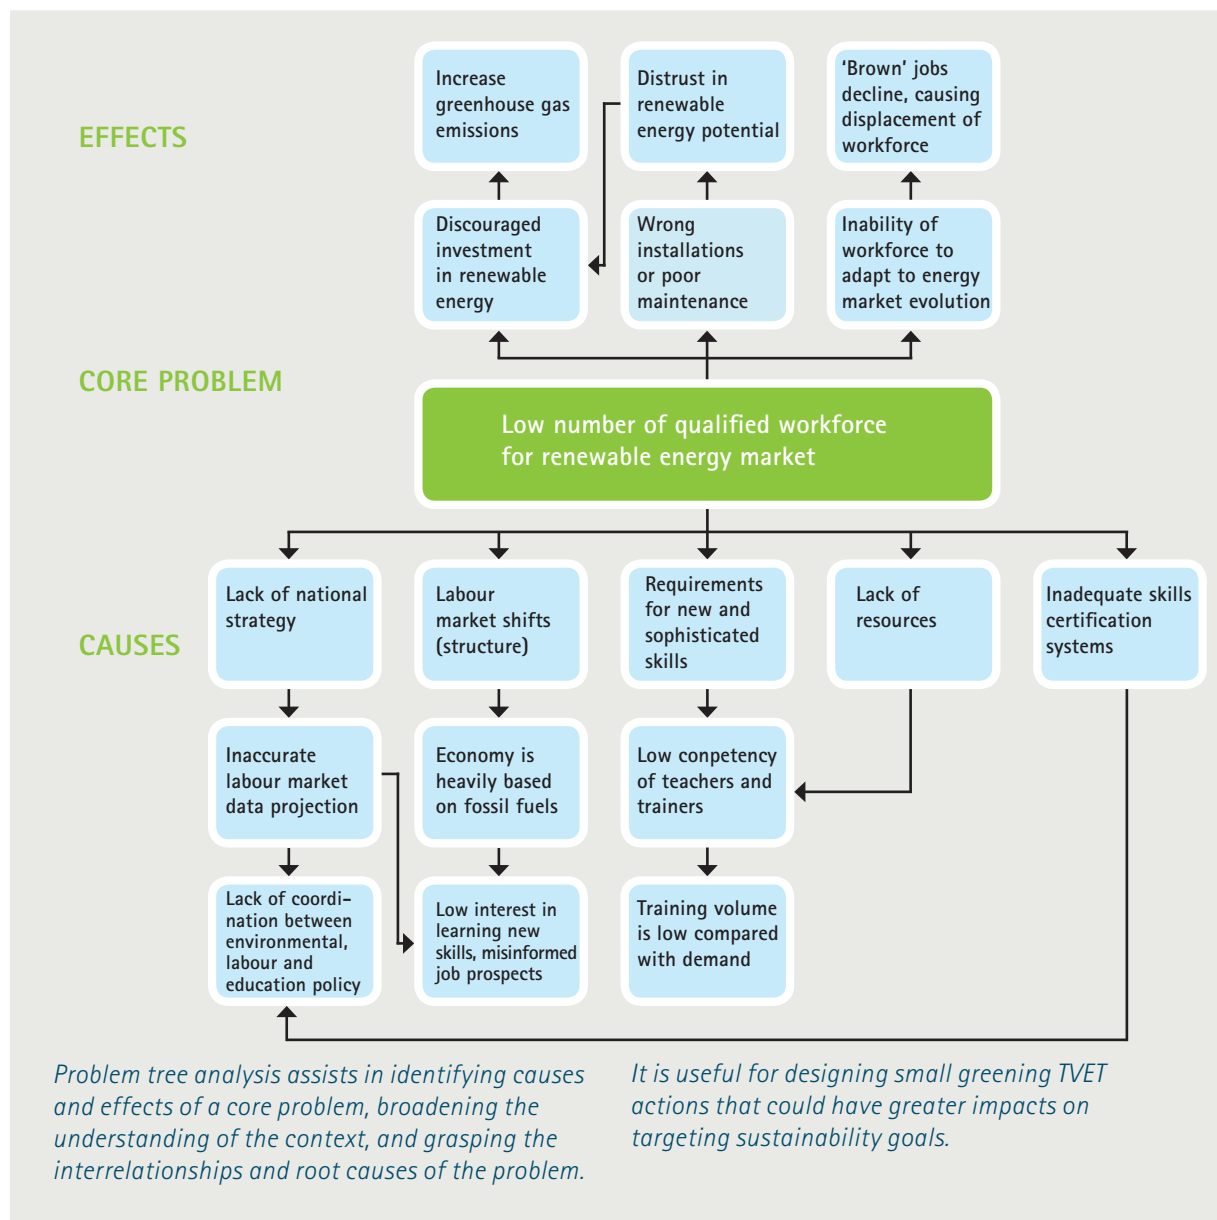 EFFECTS
Increase
greenhouse gas
emissions
Distrust in
renewable
energy potential
‘Brown’ jobs
decline, causing
displacement of
workforce
Discouraged
investment
in renewable
energy
Wrong
installations
or poor
maintenance
Inability of
workforce to
adapt to energy
market evolution
CORE PROBLEM
Low number of qualified workforce
for renewable energy market
CAUSES
Lack of national
strategy
Labour
market shifts
(structure)
Requirements
for new and
sophisticated
skills
Lack of
resources
Inadequate skills
certification
systems
Inaccurate
labour market
data projection
Economy is
heavily based
on fossil fuels
Low conpetency
of teachers and
trainers
Lack of coordi-
nation between
environmental,
labour and
education policy
Low interest in
learning new
skills, misinformed
job prospects
Training volume
is low compared
with demand
Problem tree analysis assists in identifying causes
and effects of a core problem, broadening the
understanding of the context, and grasping the
interrelationships and root causes of the problem.
It is useful for designing small greening TVET
actions that could have greater impacts on
targeting sustainability goals.